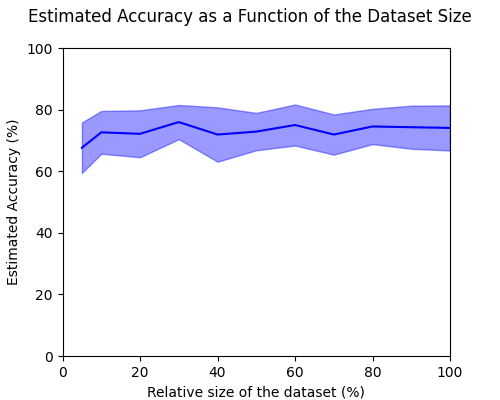 Estimated Accuracy as a Function of the Dataset Size
100
80
60
40
20
0
Estimated Accuracy (%)
0 20 40 60 80 100
Relative size of the dataset (%)